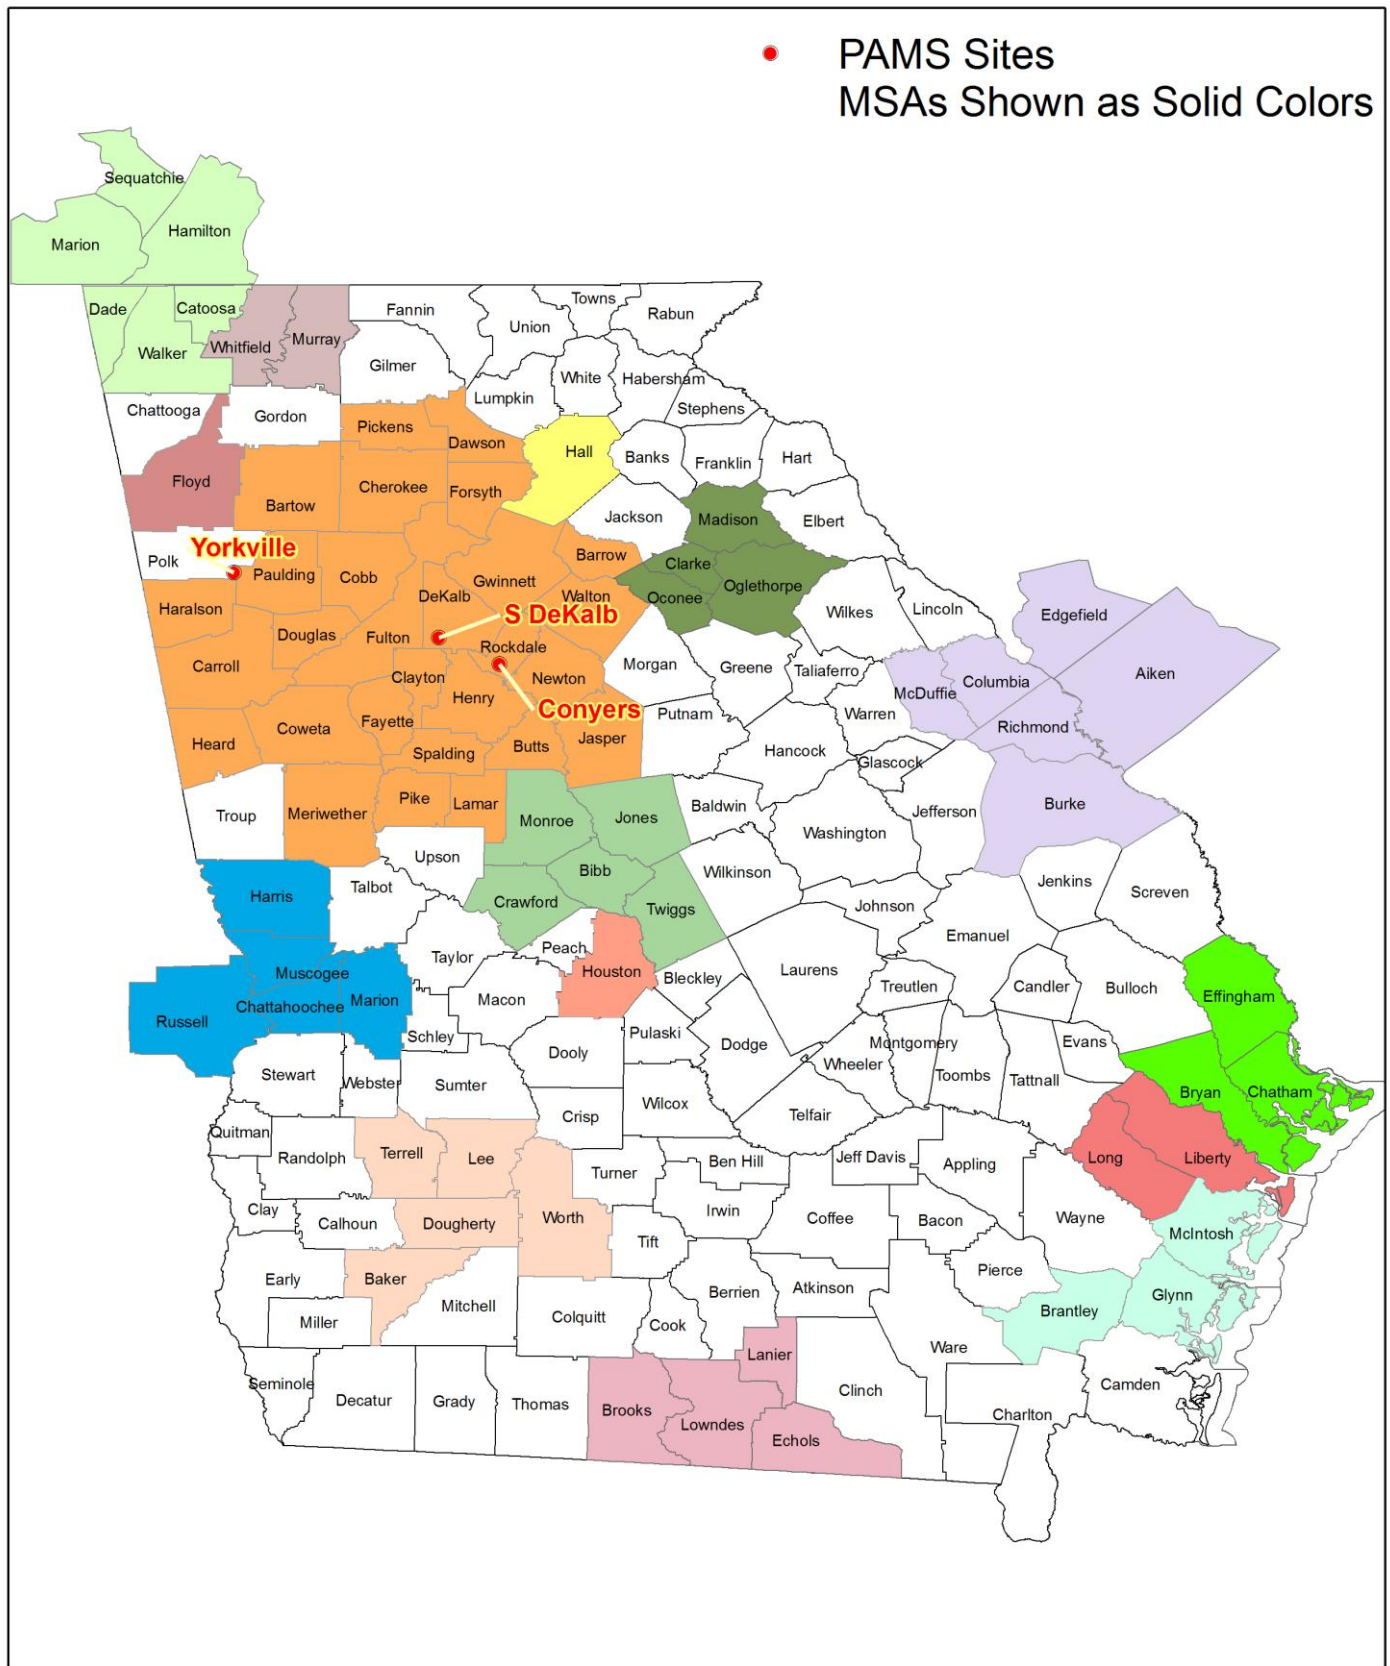 PAMS Sites
MSAs Shown as Solid Colors
Sequatchie
Hamilton
Marion
Dade
Catoosa
Walker
Whitfield
Murray
Fannin
Union
Towns
Rabun
Gilmer
White
Habersham
Lumpkin
Stephens
Chattooga
Gordon
Pickens
Dawson
Hall
Banks
Franklin
Hart
Floyd
Bartow
Cherokee
Forsyth
Jackson
Madison
Elbert
Yorkville
Polk
Paulding
Cobb
DeKalb
Gwinnett
Barrow
Clarke
Oglethorpe
Walton
Oconee
Haralson
Douglas
Fulton
S DeKalb
Wilkes
Lincoln
Edgefield
Rockdale
Carroll
Clayton
Henry
Newton
Morgan
Greene
Taliaferro
McDuffie
Columbia
Aiken
Conyers
Putnam
Warren
Richmond
Heard
Coweta
Fayette
Spalding
Butts
Jasper
Hancock
Glascock
Troup
Meriwether
Pike
Lamar
Monroe
Jones
Baldwin
Washington
Jefferson
Burke
Upson
Bibb
Wilkinson
Talbot
Harris
Crawford
Twiggs
Johnson
Jenkins
Screven
Peach
Emanuel
Taylor
Houston
Bleckley
Laurens
Muscogee
Treutlen
Candler
Bulloch
Effingham
Russell
Chattahoochee
Marion
Macon
Schley
Pulaski
Dodge
Montgomery
Evans
Dooly
Wheeler
Toombs
Tattnall
Bryan
Chatham
Stewart
Webster
Sumter
Crisp
Wilcox
Telfair
Quitman
Randolph
Terrell
Lee
Turner
Ben Hill
Jeff Davis
Appling
Long
Liberty
Clay
Calhoun
Dougherty
Worth
Irwin
Coffee
Bacon
Wayne
McIntosh
Tift
Early
Baker
Mitchell
Berrien
Atkinson
Pierce
Brantley
Glynn
Miller
Colquitt
Cook
Ware
Lanier
Seminole
Decatur
Grady
Thomas
Brooks
Lowndes
Echols
Clinch
Charlton
Camden